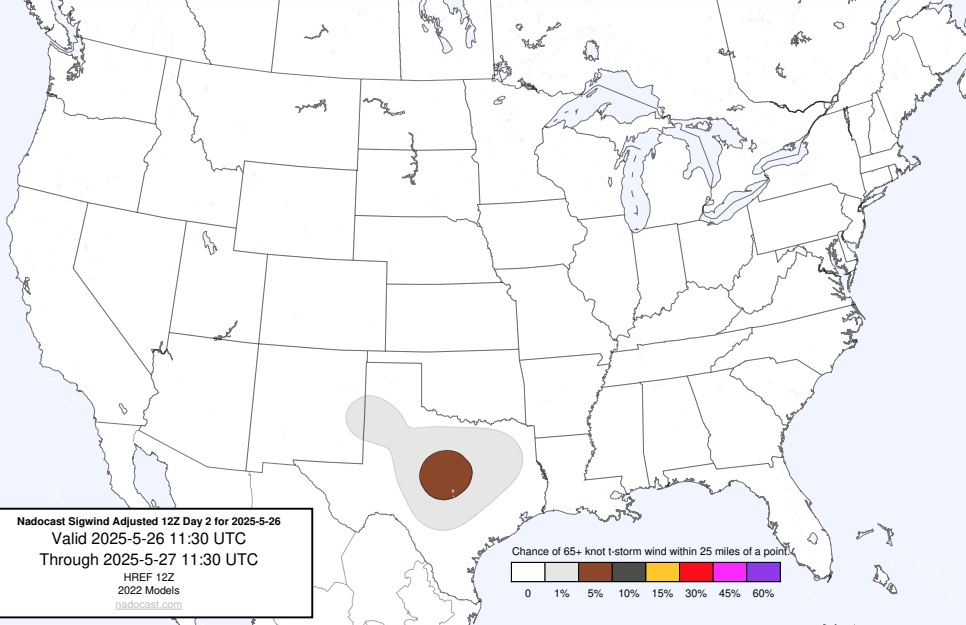 Nadocast Sigwind Adjusted 12Z Day 2 for 2025-5-26
Valid 2025-5-26 11:30 UTC
Through 2025-5-27 11:30 UTC
HREF 12Z
2022 Models
nadocast.com
Chance of 65+ knot t-storm wind within 25 miles of a point.
0 1% 5% 10% 15% 30% 45% 60%